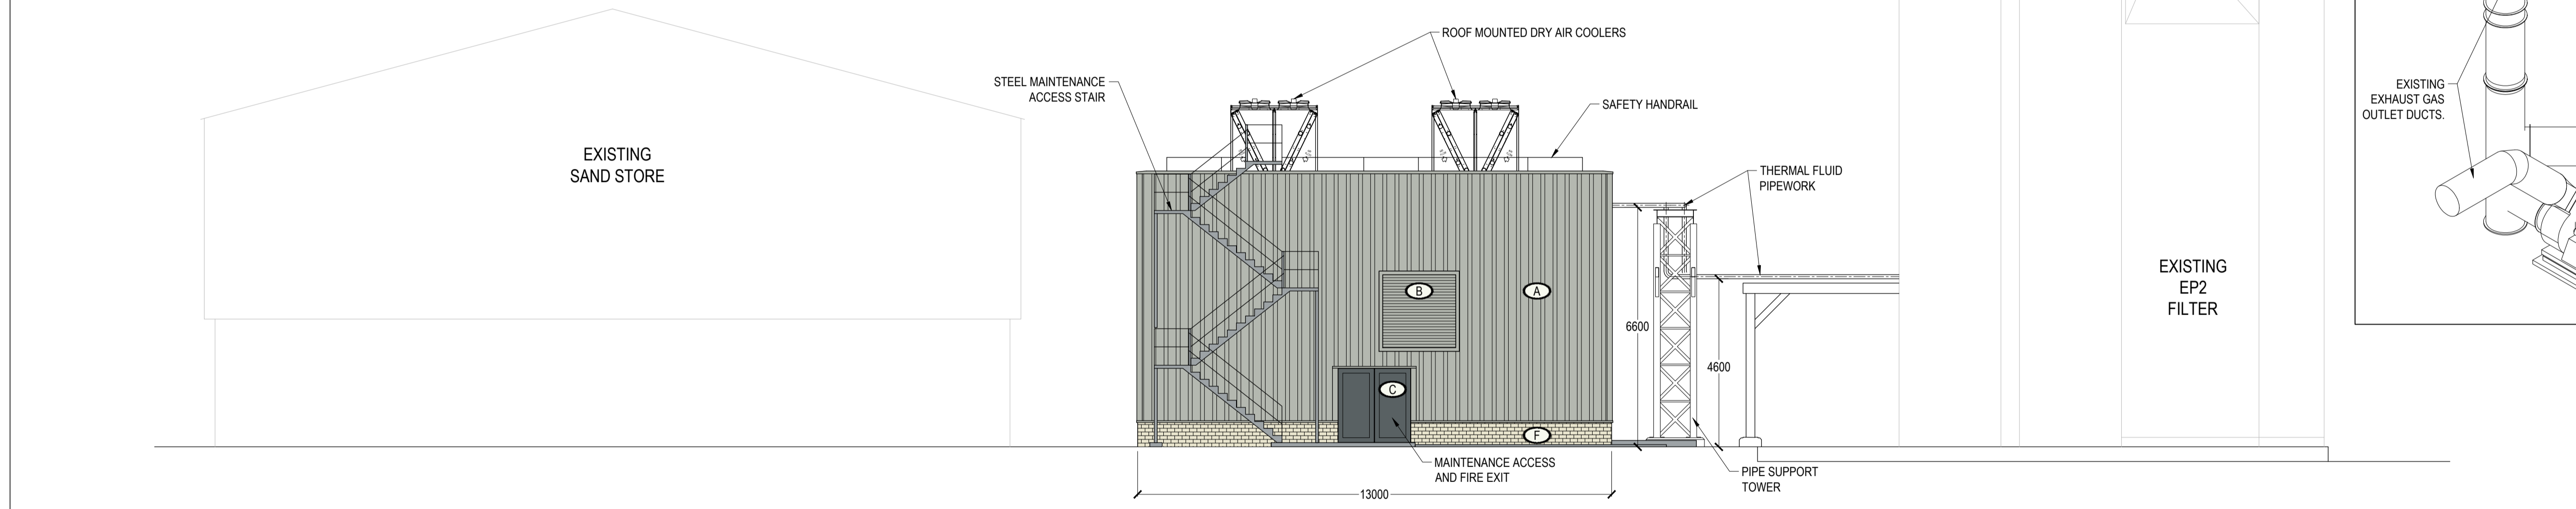 ROOF MOUNTED DRY AIR COOLERS
STEEL MAINTENANCE
ACCESS STAIR
SAFETY HANDRAIL
EXISTING
SAND STORE
THERMAL FLUID
PIPEWORK
EXISTING
EXHAUST GAS
OUTLET DUCTS.
EXISTING
EP2
FILTER
B
A
6600
4600
C
F
MAINTENANCE ACCESS
AND FIRE EXIT
PIPE SUPPORT
TOWER
13000